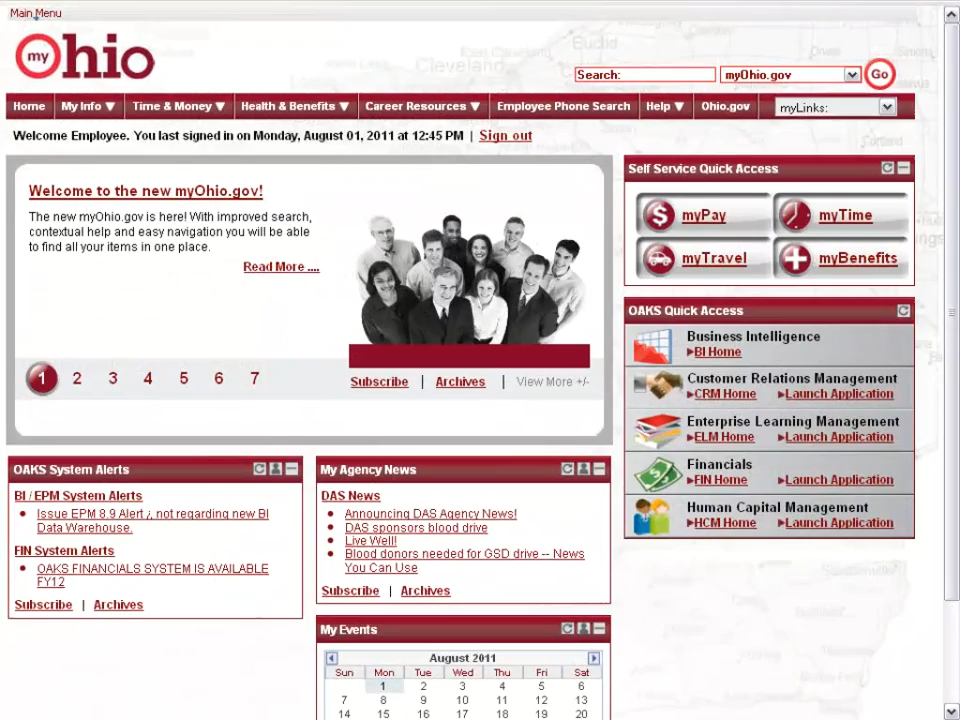 Main Menu
myOhio
Search:
myOhio.gov
Go
Home
My Info
Time & Money
Health & Benefits
Career Resources
Employee Phone Search
Help
Ohio.gov
myLinks:
Welcome Employee. You last signed in on Monday, August 01, 2011 at 12:45 PM | Sign out
Welcome to the new myOhio.gov!
The new myOhio.gov is here! With improved search,
contextual help and easy navigation you will be able
to find all your items in one place.
Read More ....
1 2 3 4 5 6 7
Subscribe | Archives | View More +/-
Self Service Quick Access
myPay
myTime
myTravel
myBenefits
OAKS Quick Access
Business Intelligence
BI Home
Customer Relations Management
CRM Home Launch Application
Enterprise Learning Management
ELM Home Launch Application
Financials
FIN Home Launch Application
Human Capital Management
HCM Home Launch Application
OAKS System Alerts
BI / EPM System Alerts
Issue EPM 8.9 Alert ¿ not regarding new BI
Data Warehouse.
FIN System Alerts
OAKS FINANCIALS SYSTEM IS AVAILABLE
FY12
Subscribe | Archives
My Agency News
DAS News
Announcing DAS Agency News!
DAS sponsors blood drive
Live Well!
Blood donors needed for GSD drive -- News
You Can Use
Subscribe | Archives
My Events
August 2011
Sun Mon Tue Wed Thu Fri Sat
1 2 3 4 5 6
7 8 9 10 11 12 13
14 15 16 17 18 19 20
Euclid
East Cleveland
Cleveland
Solon